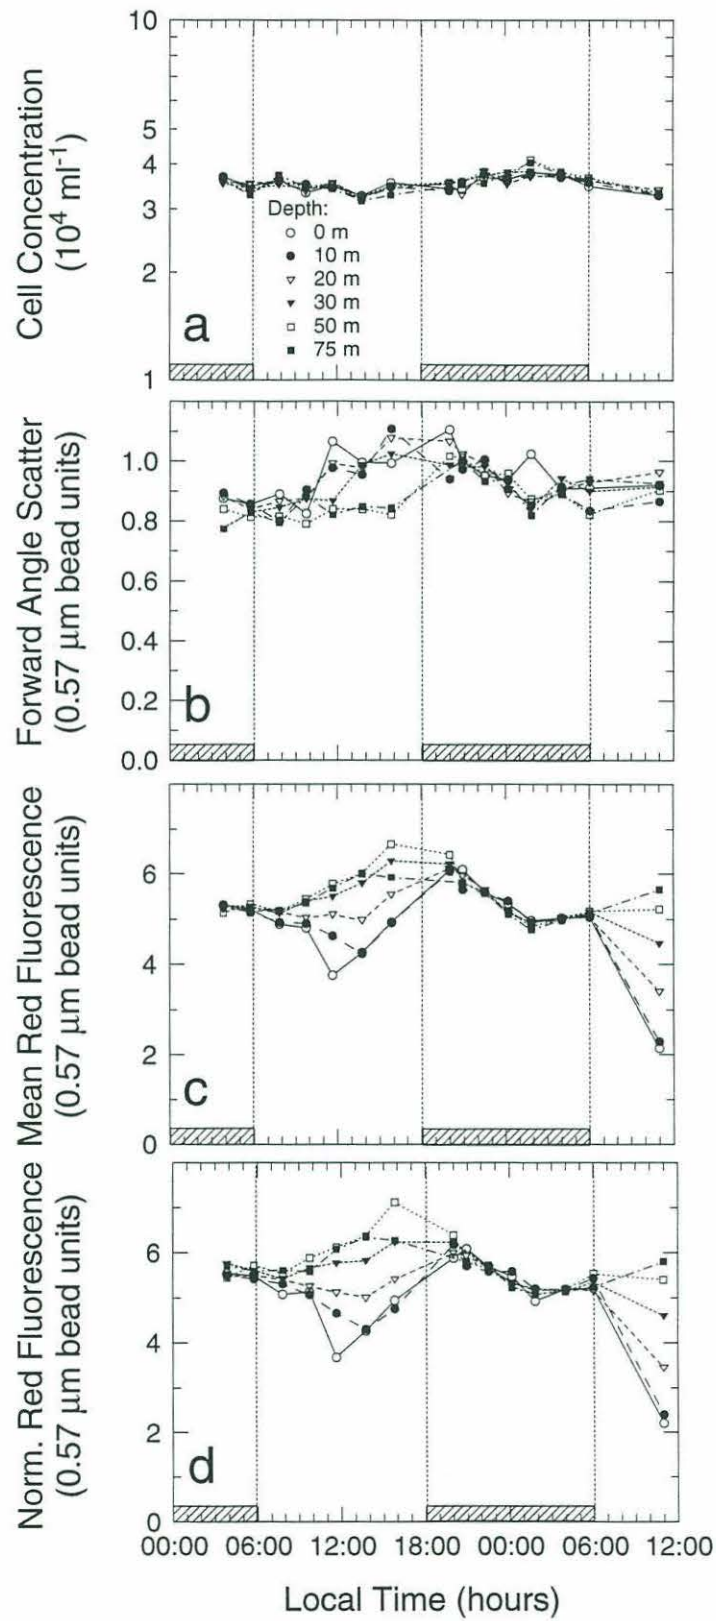 Cell Concentration
(10⁴ ml⁻¹)
10
5
4
3
2
1
Depth:
0 m
10 m
20 m
30 m
50 m
75 m
a
Forward Angle Scatter
(0.57 µm bead units)
1.0
0.8
0.6
0.4
0.2
0.0
b
Mean Red Fluorescence
(0.57 µm bead units)
6
4
2
0
c
Norm. Red Fluorescence
(0.57 µm bead units)
6
4
2
0
d
00:00 06:00 12:00 18:00 00:00 06:00 12:00
Local Time (hours)